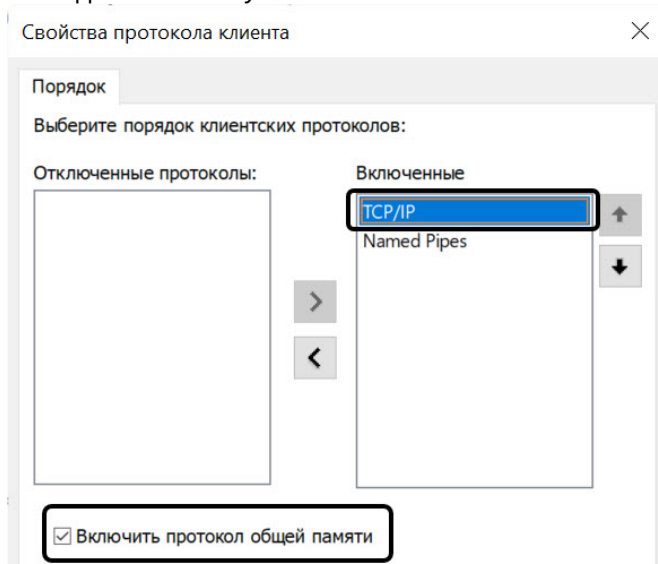 Свойства протокола клиента
Порядок
Выберите порядок клиентских протоколов:
Отключенные протоколы:
Включенные
TCP/IP
Named Pipes
Включить протокол общей памяти